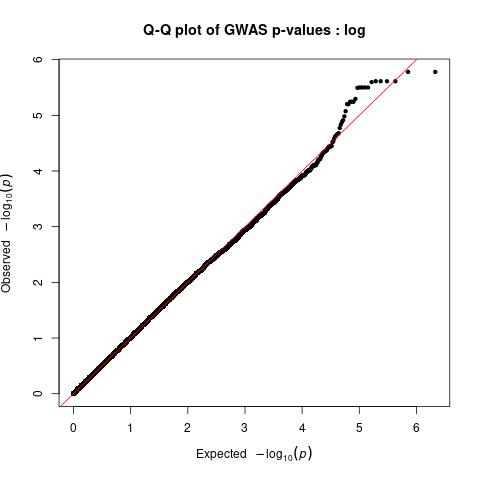 Q-Q plot of GWAS p-values : log
6
5
4
3
2
1
0
Observed −log₁₀(p)
0 1 2 3 4 5 6
Expected −log₁₀(p)